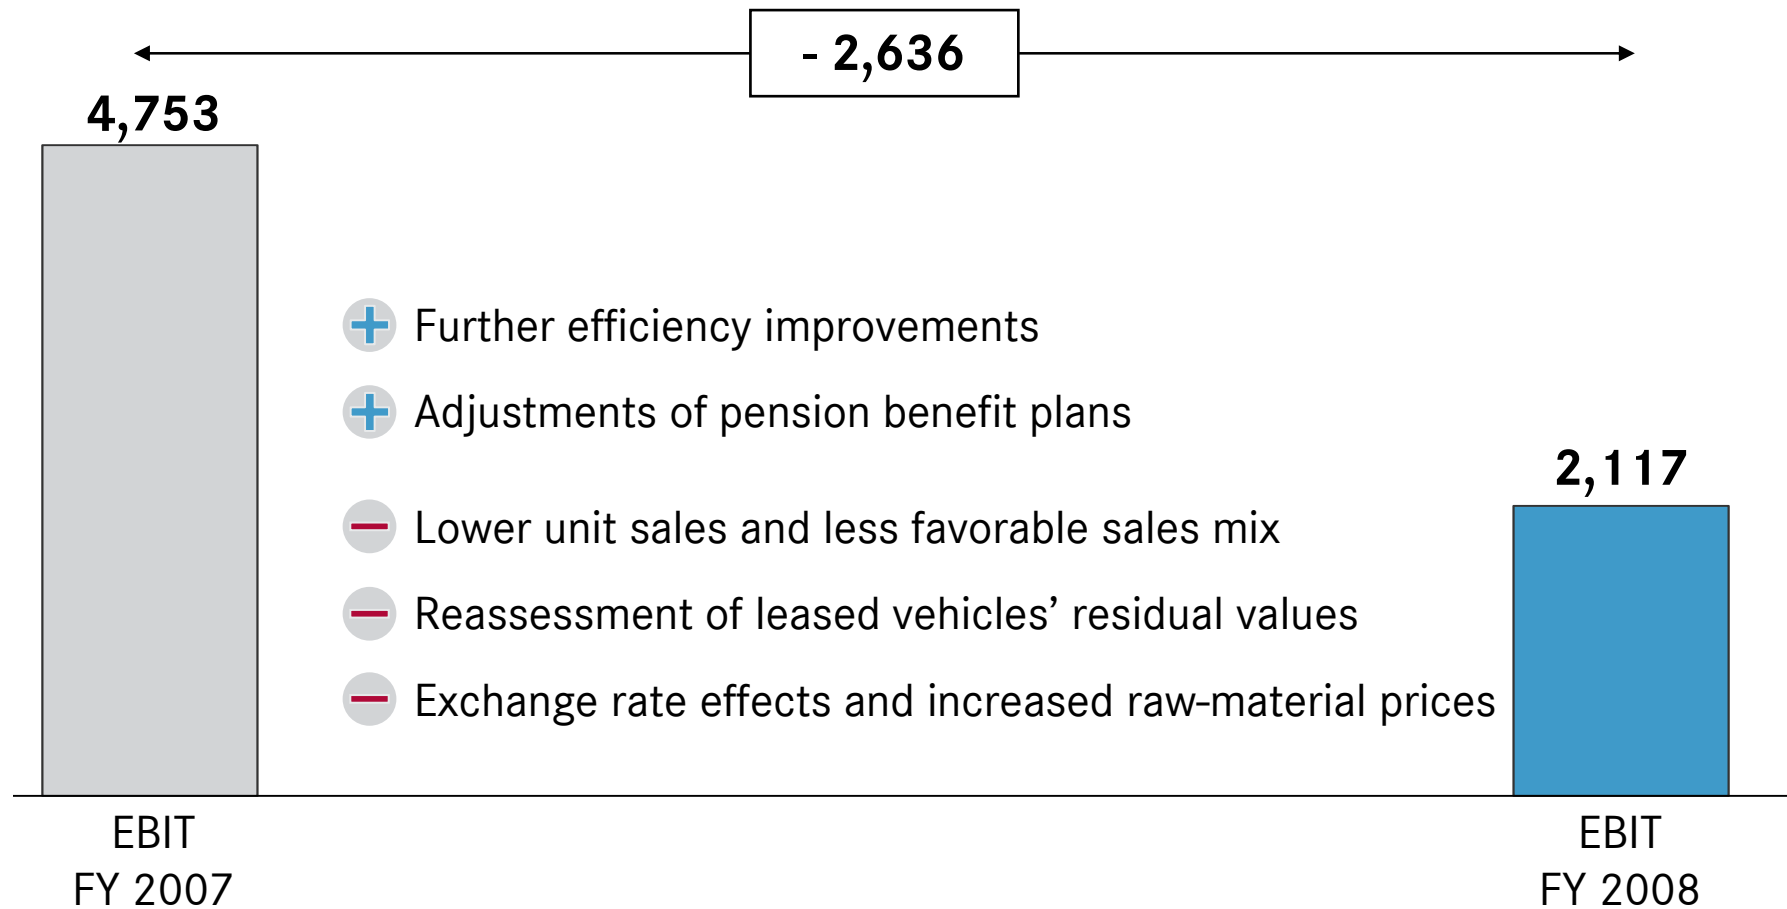 - 2,636
4,753
Further efficiency improvements
Adjustments of pension benefit plans
2,117
Lower unit sales and less favorable sales mix
Reassessment of leased vehicles’ residual values
Exchange rate effects and increased raw-material prices
EBIT
FY 2007
EBIT
FY 2008